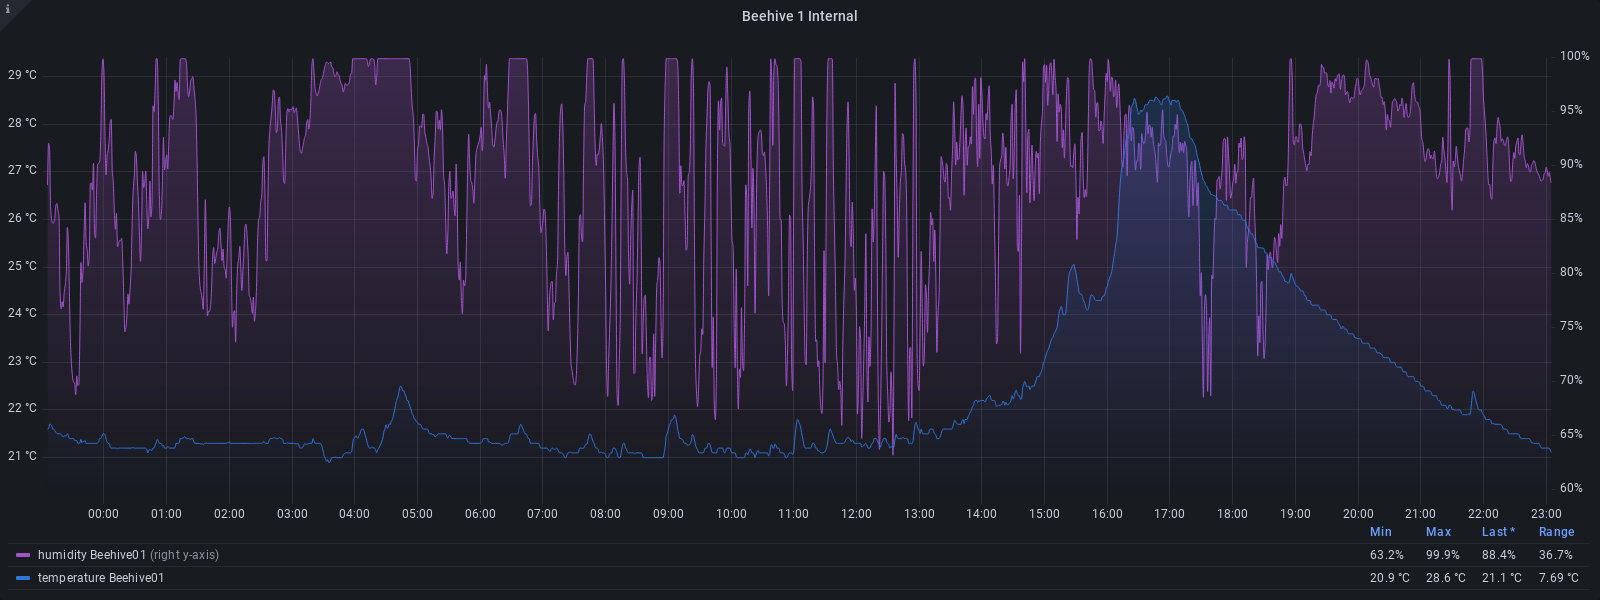 i
Beehive 1 Internal
29 °C
28 °C
27 °C
26 °C
25 °C
24 °C
23 °C
22 °C
21 °C
100%
95%
90%
85%
80%
75%
70%
65%
60%
00:00 01:00 02:00 03:00 04:00 05:00 06:00 07:00 08:00 09:00 10:00 11:00 12:00 13:00 14:00 15:00 16:00 17:00 18:00 19:00 20:00 21:00 22:00 23:00
Min Max Last * Range
humidity Beehive01 (right y-axis) 63.2% 99.9% 88.4% 36.7%
temperature Beehive01 20.9 °C 28.6 °C 21.1 °C 7.69 °C